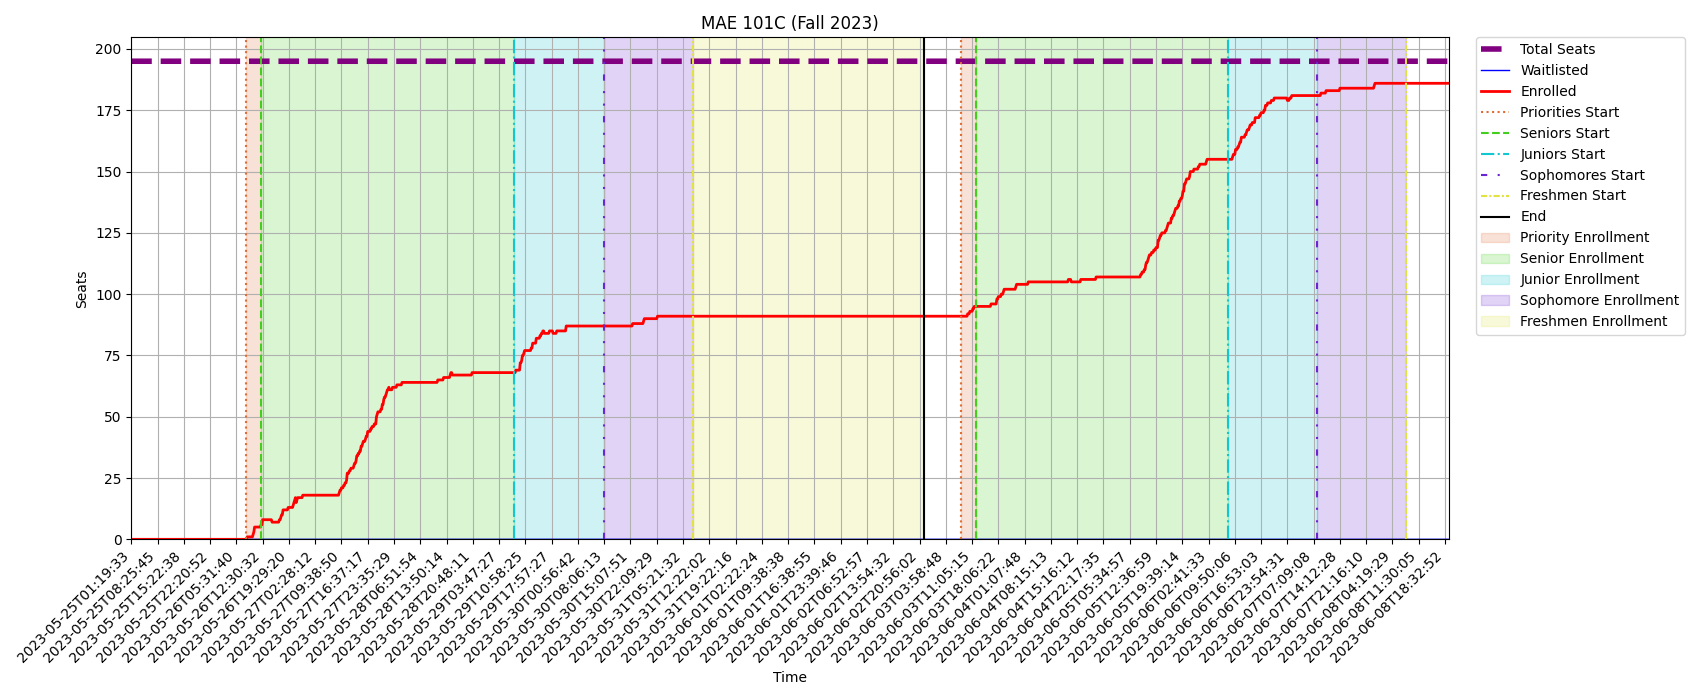 MAE 101C (Fall 2023)
Seats
200
175
150
125
100
75
50
25
0
2023-05-25T01:19:33
2023-05-25T08:25:45
2023-05-25T15:22:38
2023-05-25T22:20:52
2023-05-26T05:31:40
2023-05-26T12:30:32
2023-05-26T19:29:20
2023-05-27T02:28:12
2023-05-27T09:38:50
2023-05-27T16:37:17
2023-05-27T23:35:29
2023-05-28T06:51:54
2023-05-28T13:50:14
2023-05-28T20:48:11
2023-05-29T03:47:27
2023-05-29T10:58:25
2023-05-29T17:57:27
2023-05-30T00:56:42
2023-05-30T08:06:13
2023-05-30T15:07:51
2023-05-30T22:09:29
2023-05-31T05:21:32
2023-05-31T12:22:02
2023-05-31T19:22:16
2023-06-01T02:22:24
2023-06-01T09:38:38
2023-06-01T16:38:55
2023-06-01T23:39:46
2023-06-02T06:52:57
2023-06-02T13:54:32
2023-06-02T20:56:02
2023-06-03T03:58:48
2023-06-03T11:05:15
2023-06-03T18:06:22
2023-06-04T01:07:48
2023-06-04T08:15:13
2023-06-04T15:16:12
2023-06-04T22:17:35
2023-06-05T05:34:57
2023-06-05T12:36:59
2023-06-05T19:39:14
2023-06-06T02:41:33
2023-06-06T09:50:06
2023-06-06T16:53:03
2023-06-06T23:54:31
2023-06-07T07:09:08
2023-06-07T14:12:28
2023-06-07T21:16:10
2023-06-08T04:19:29
2023-06-08T11:30:05
2023-06-08T18:32:52
Time
Total Seats
Waitlisted
Enrolled
Priorities Start
Seniors Start
Juniors Start
Sophomores Start
Freshmen Start
End
Priority Enrollment
Senior Enrollment
Junior Enrollment
Sophomore Enrollment
Freshmen Enrollment